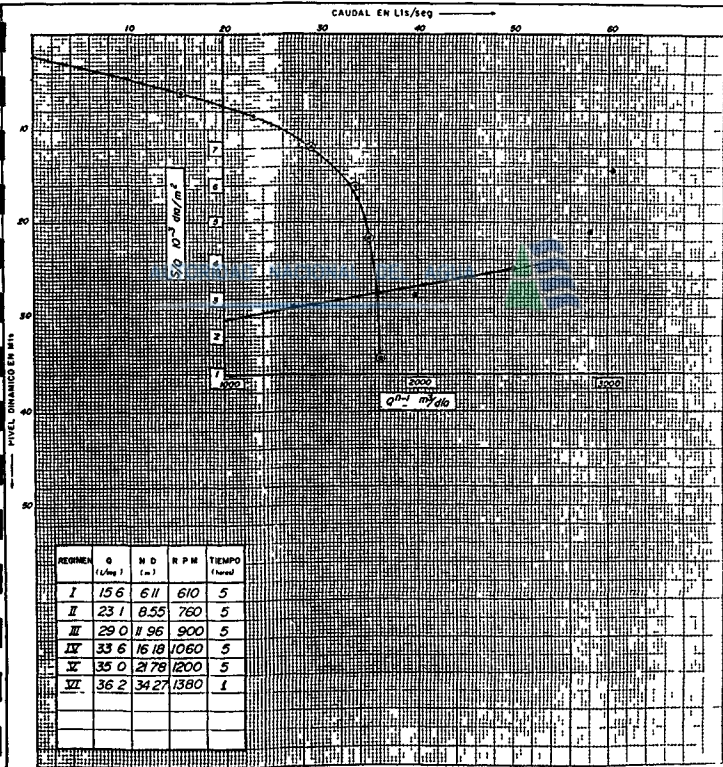 CAUDAL EN Lts/seg
10 20 30 40 50 60
10
20
30
40
50
NIVEL DINAMICO EN Mts
S/Q 10⁻³ dia/m²
7
6
5
4
3
2
1
1000 2000 3000
Qⁿ⁻¹ m³/dia
AUTORIDAD NACIONAL DEL AGUA
REGIMEN Q (L/seg) N D (m) R P M TIEMPO (horas)
I 15 6 6 11 610 5
II 23 1 8.55 760 5
III 29 0 11 96 900 5
IV 33 6 16 18 1060 5
V 35 0 21 78 1200 5
VI 36 2 34 27 1380 1